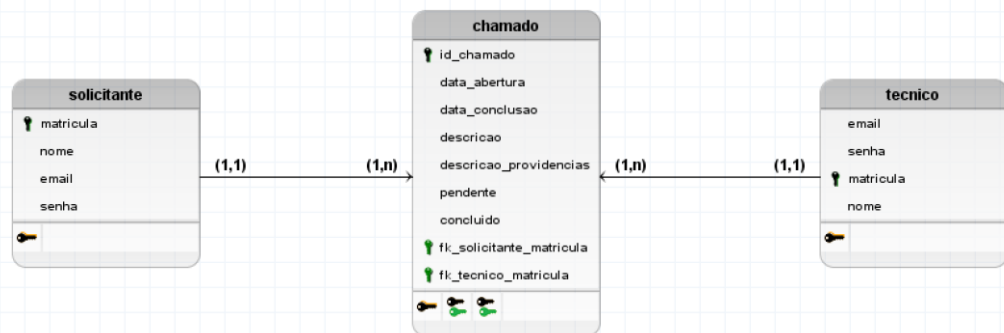 solicitante
matricula
nome
email
senha
(1,1)
(1,n)
chamado
id_chamado
data_abertura
data_conclusao
descricao
descricao_providencias
pendente
concluido
fk_solicitante_matricula
fk_tecnico_matricula
(1,n)
(1,1)
tecnico
email
senha
matricula
nome